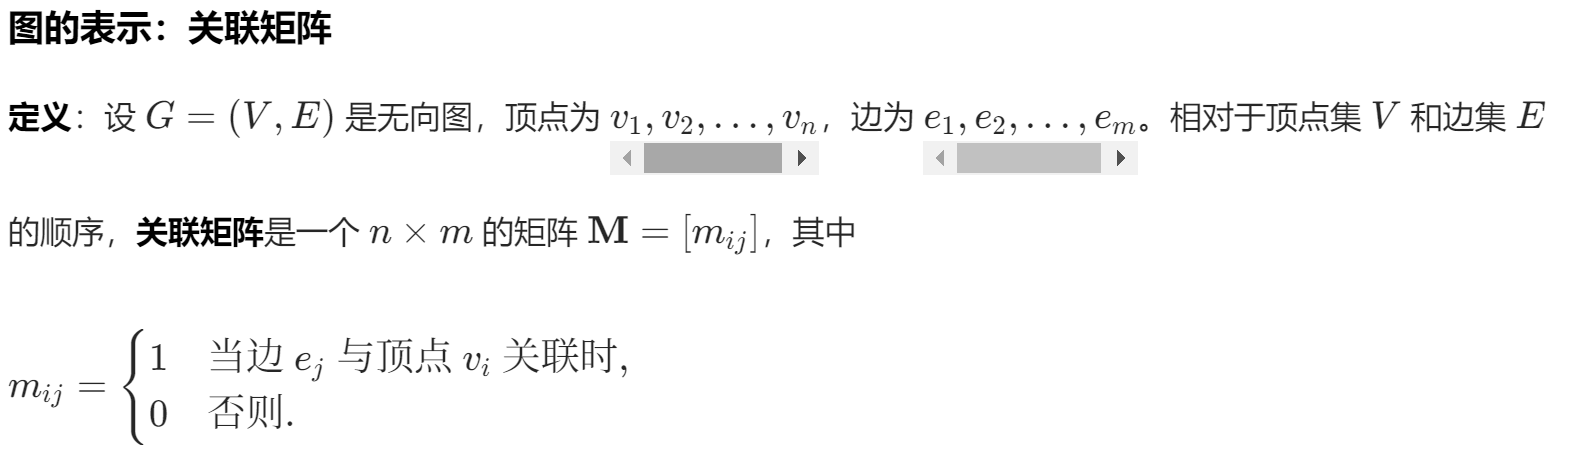 图的表示：关联矩阵
定义：设 G = (V, E) 是无向图，顶点为 v₁, v₂, . . . , vₙ，边为 e₁, e₂, . . . , eₘ。相对于顶点集 V 和边集 E
的顺序，关联矩阵是一个 n × m 的矩阵 M = [mᵢⱼ]，其中
mᵢⱼ = { 1 当边 eⱼ 与顶点 vᵢ 关联时,
0 否则.